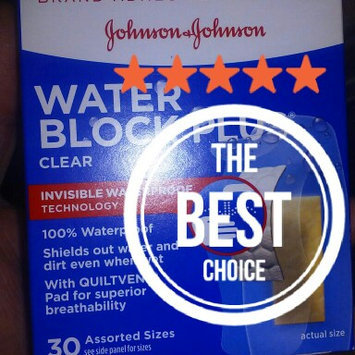 BRAND ADHESIVE
Johnson & Johnson
WATER
BLOCK PLUS
CLEAR
INVISIBLE WATERPROOF
TECHNOLOGY
100% Waterproof
Shields out water and
dirt even when wet
With QUILTVENT
Pad for superior
breathability
30 Assorted Sizes
see side panel for sizes
actual size
THE
BEST
CHOICE